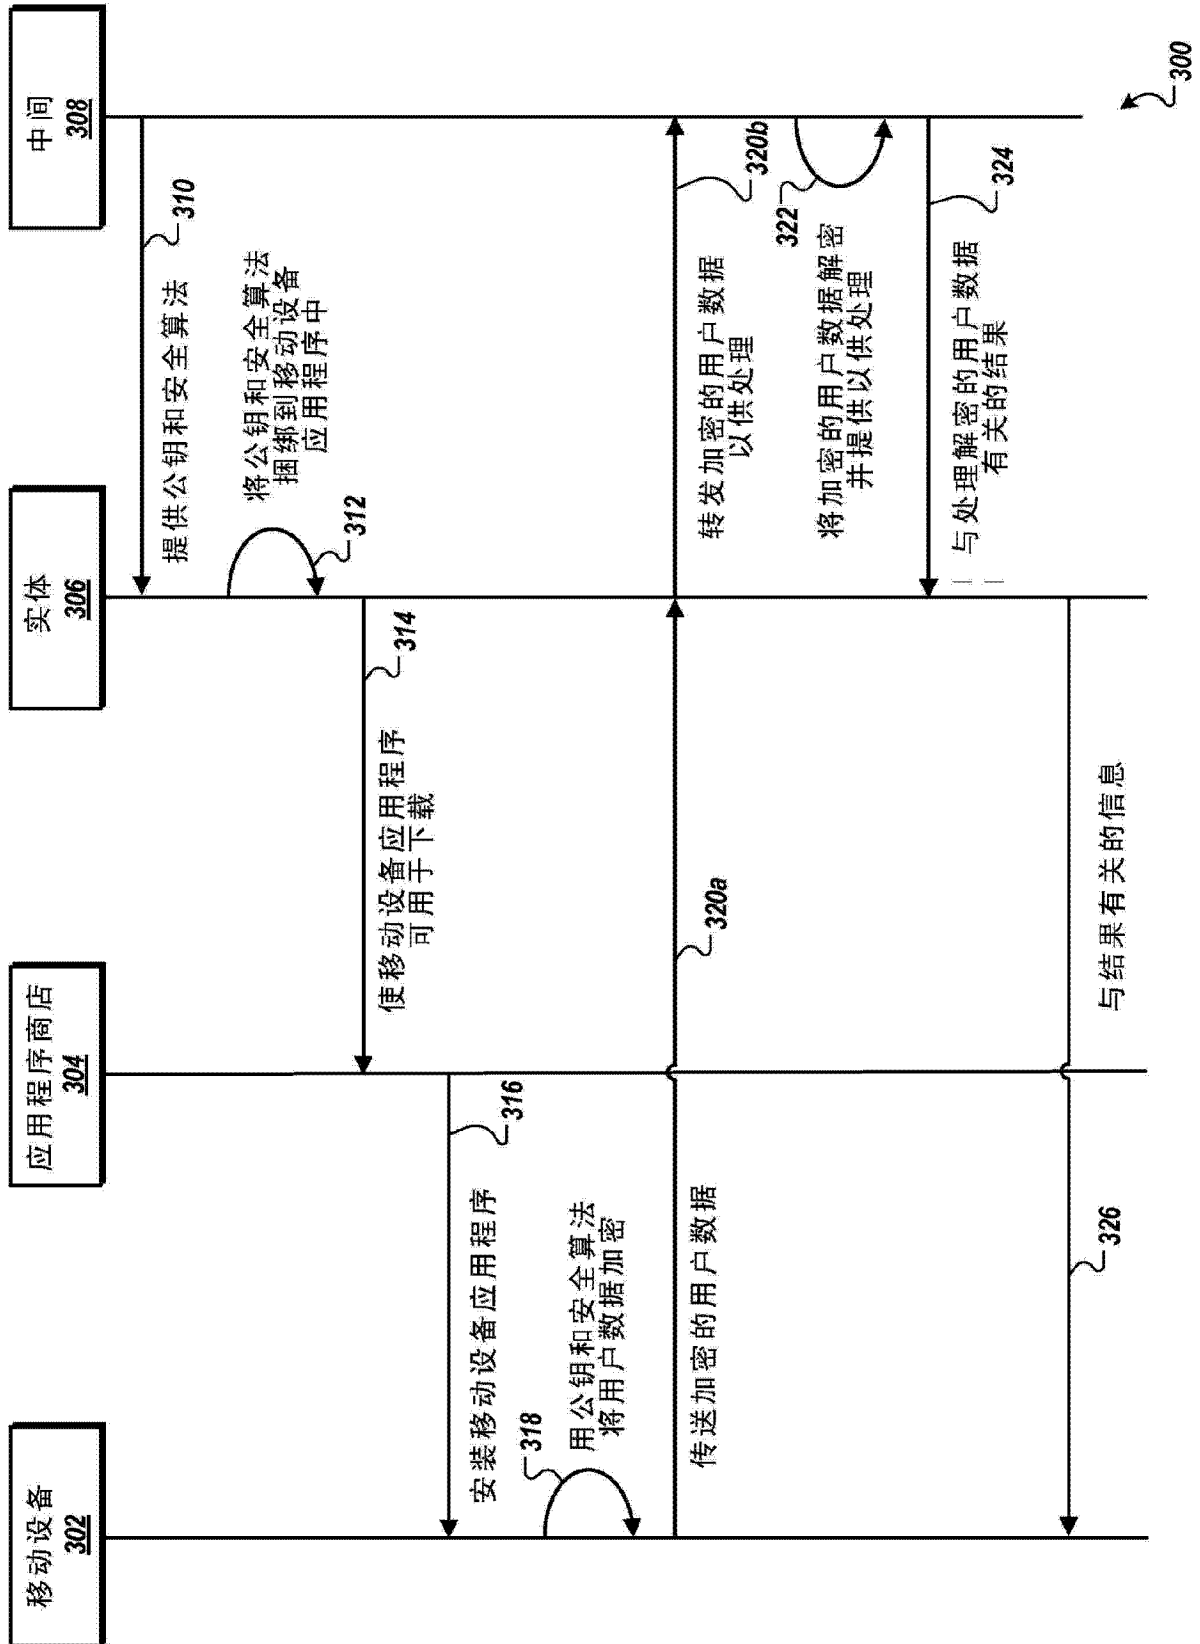 移动设备
302
应用程序商店
304
实体
306
中间
308
310
提供公钥和安全算法
将公钥和安全算法
捆绑到移动设备
应用程序中
312
314
使移动设备应用程序
可用于下载
316
安装移动设备应用程序
318
用公钥和安全算法
将用户数据加密
320a
传送加密的用户数据
320b
转发加密的用户数据
以供处理
322
将加密的用户数据解密
并提供以供处理
324
与处理解密的用户数据
有关的结果
与结果有关的信息
326
300